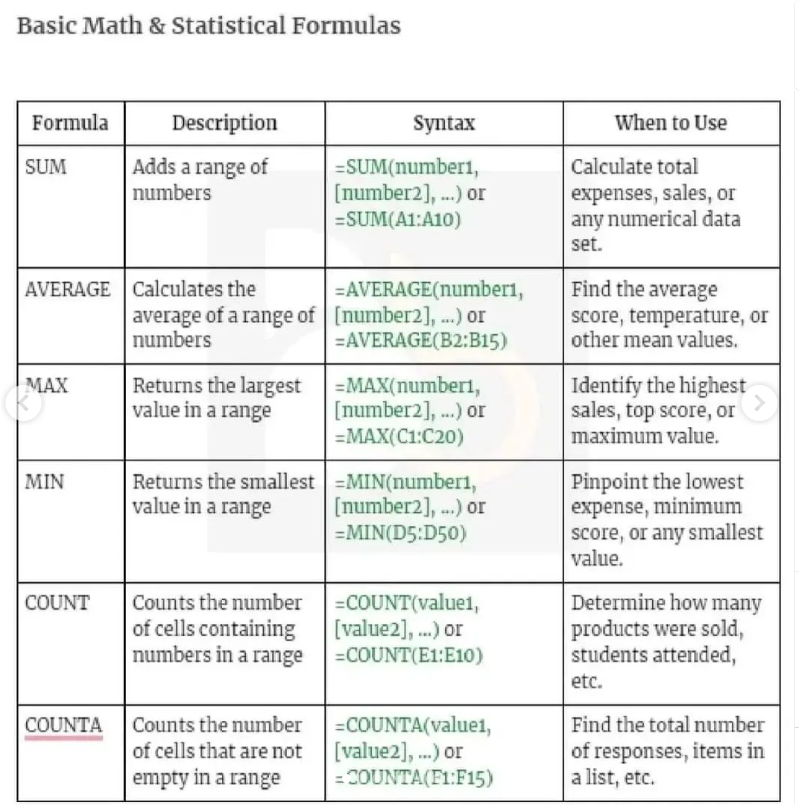 Basic Math & Statistical Formulas
Formula Description Syntax When to Use
SUM Adds a range of =SUM(number1, Calculate total
numbers [number2], ...) or expenses, sales, or
=SUM(A1:A10) any numerical data
set.
AVERAGE Calculates the =AVERAGE(number1, Find the average
average of a range of [number2], ...) or score, temperature, or
numbers =AVERAGE(B2:B15) other mean values.
MAX Returns the largest =MAX(number1, Identify the highest
value in a range [number2], ...) or sales, top score, or
=MAX(C1:C20) maximum value.
MIN Returns the smallest =MIN(number1, Pinpoint the lowest
value in a range [number2], ...) or expense, minimum
=MIN(D5:D50) score, or any smallest
value.
COUNT Counts the number =COUNT(value1, Determine how many
of cells containing [value2], ...) or products were sold,
numbers in a range =COUNT(E1:E10) students attended,
etc.
COUNTA Counts the number =COUNTA(value1, Find the total number
of cells that are not [value2], ...) or of responses, items in
empty in a range =COUNTA(F1:F15) a list, etc.